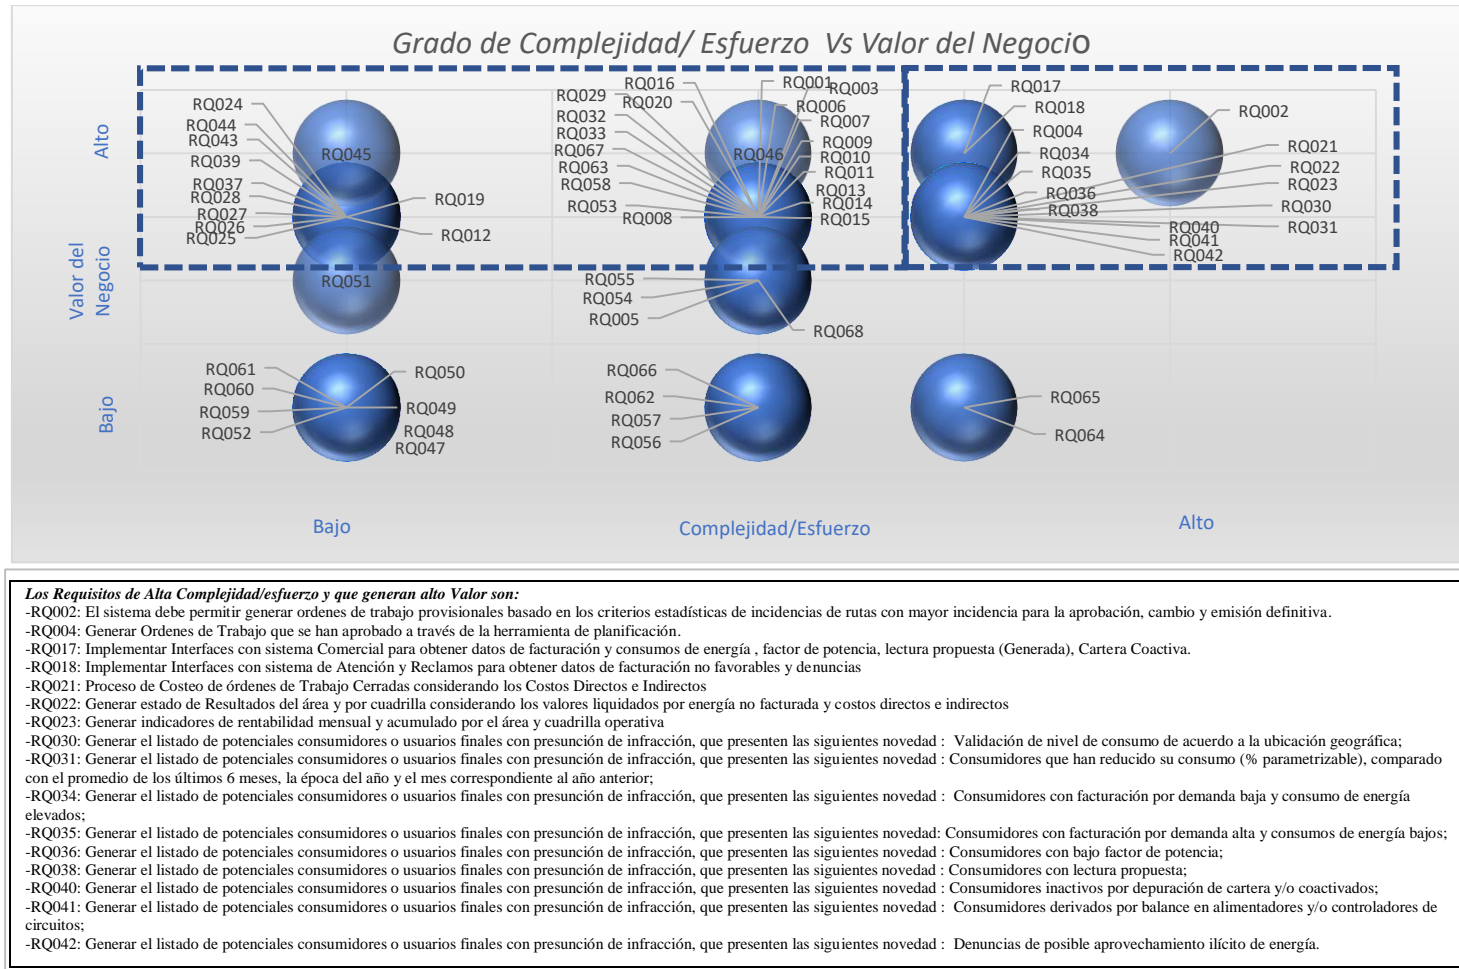 Grado de Complejidad/ Esfuerzo Vs Valor del Negocio
RQ024
RQ044
RQ043
RQ039
RQ037
RQ028
RQ027
RQ026
RQ025
RQ045
RQ019
RQ012
RQ051
RQ016
RQ029
RQ020
RQ032
RQ033
RQ067
RQ063
RQ058
RQ053
RQ008
RQ001
RQ003
RQ006
RQ007
RQ046
RQ009
RQ010
RQ011
RQ013
RQ014
RQ015
RQ017
RQ018
RQ004
RQ034
RQ035
RQ036
RQ038
RQ040
RQ041
RQ042
RQ002
RQ021
RQ022
RQ023
RQ030
RQ031
RQ055
RQ054
RQ005
RQ068
RQ061
RQ060
RQ059
RQ052
RQ050
RQ049
RQ048
RQ047
RQ066
RQ062
RQ057
RQ056
RQ065
RQ064
Alto
Valor del
Negocio
Bajo
Bajo
Complejidad/Esfuerzo
Alto
Los Requisitos de Alta Complejidad/esfuerzo y que generan alto Valor son:
-RQ002: El sistema debe permitir generar ordenes de trabajo provisionales basado en los criterios estadísticas de incidencias de rutas con mayor incidencia para la aprobación, cambio y emisión definitiva.
-RQ004: Generar Ordenes de Trabajo que se han aprobado a través de la herramienta de planificación.
-RQ017: Implementar Interfaces con sistema Comercial para obtener datos de facturación y consumos de energía , factor de potencia, lectura propuesta (Generada), Cartera Coactiva.
-RQ018: Implementar Interfaces con sistema de Atención y Reclamos para obtener datos de facturación no favorables y denuncias
-RQ021: Proceso de Costeo de órdenes de Trabajo Cerradas considerando los Costos Directos e Indirectos
-RQ022: Generar estado de Resultados del área y por cuadrilla considerando los valores liquidados por energía no facturada y costos directos e indirectos
-RQ023: Generar indicadores de rentabilidad mensual y acumulado por el área y cuadrilla operativa
-RQ030: Generar el listado de potenciales consumidores o usuarios finales con presunción de infracción, que presenten las siguientes novedad : Validación de nivel de consumo de acuerdo a la ubicación geográfica;
-RQ031: Generar el listado de potenciales consumidores o usuarios finales con presunción de infracción, que presenten las siguientes novedad : Consumidores que han reducido su consumo (% parametrizable), comparado
con el promedio de los últimos 6 meses, la época del año y el mes correspondiente al año anterior;
-RQ034: Generar el listado de potenciales consumidores o usuarios finales con presunción de infracción, que presenten las siguientes novedad : Consumidores con facturación por demanda baja y consumo de energía
elevados;
-RQ035: Generar el listado de potenciales consumidores o usuarios finales con presunción de infracción, que presenten las siguientes novedad: Consumidores con facturación por demanda alta y consumos de energía bajos;
-RQ036: Generar el listado de potenciales consumidores o usuarios finales con presunción de infracción, que presenten las siguientes novedad : Consumidores con bajo factor de potencia;
-RQ038: Generar el listado de potenciales consumidores o usuarios finales con presunción de infracción, que presenten las siguientes novedad : Consumidores con lectura propuesta;
-RQ040: Generar el listado de potenciales consumidores o usuarios finales con presunción de infracción, que presenten las siguientes novedad : Consumidores inactivos por depuración de cartera y/o coactivados;
-RQ041: Generar el listado de potenciales consumidores o usuarios finales con presunción de infracción, que presenten las siguientes novedad : Consumidores derivados por balance en alimentadores y/o controladores de
circuitos;
-RQ042: Generar el listado de potenciales consumidores o usuarios finales con presunción de infracción, que presenten las siguientes novedad : Denuncias de posible aprovechamiento ilícito de energía.